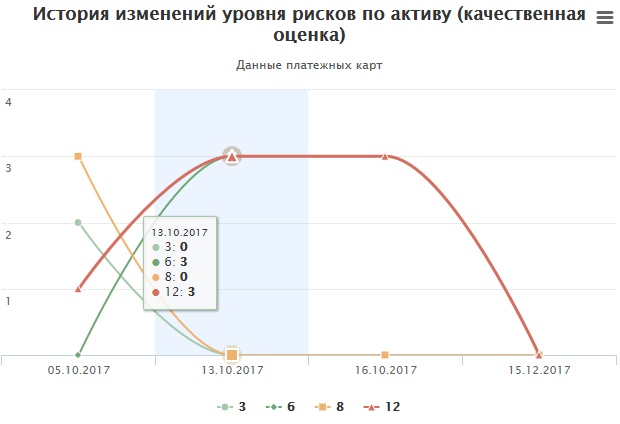 История изменений уровня рисков по активу (качественная
оценка)
Данные платежных карт
4
3
2
1
13.10.2017
3: 0
6: 3
8: 0
12: 3
05.10.2017 13.10.2017 16.10.2017 15.12.2017
3 6 8 12